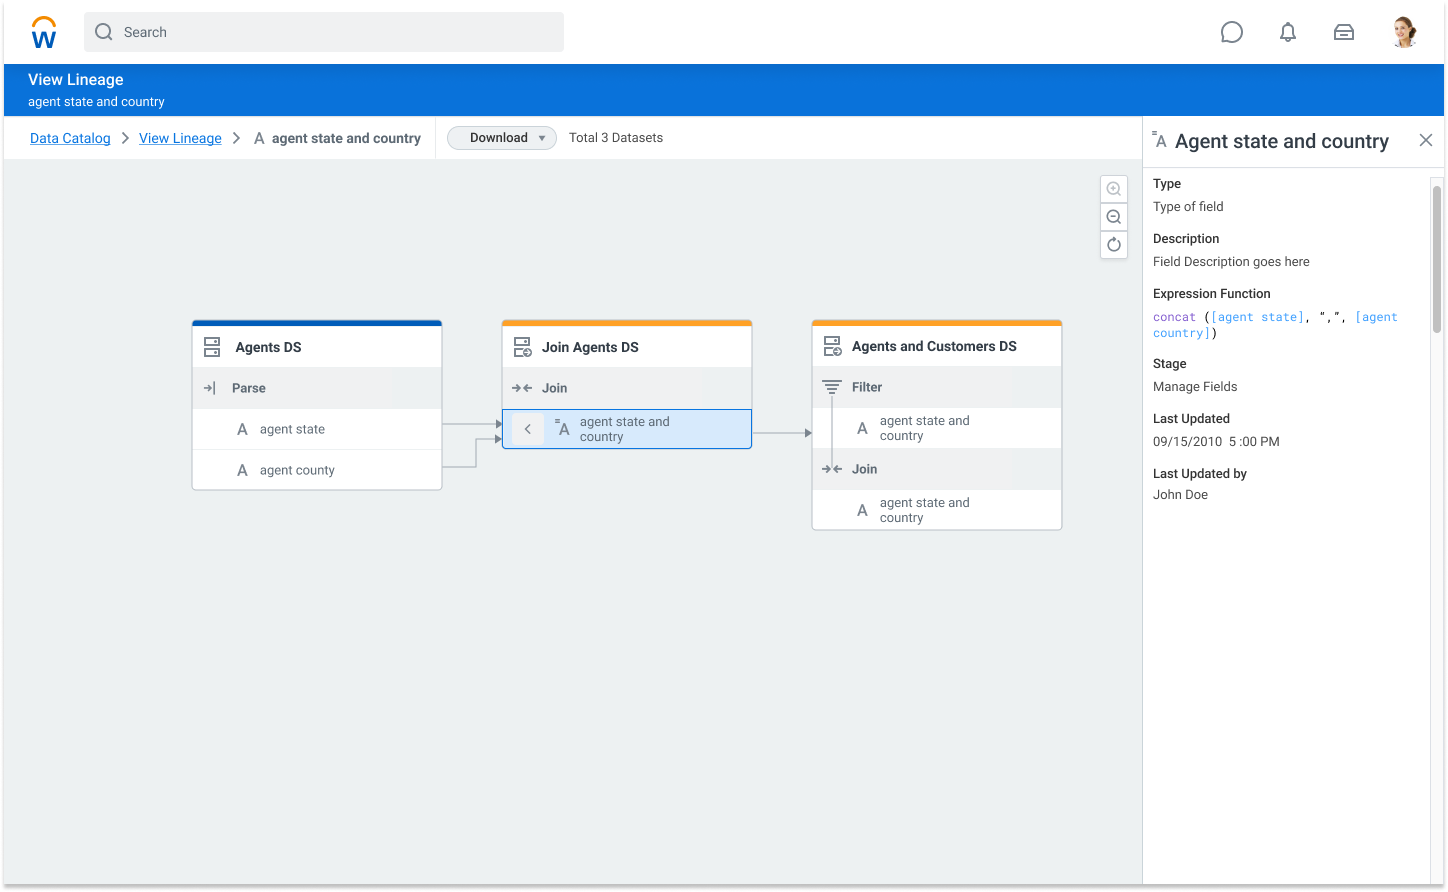 W
Search
View Lineage
agent state and country
Data Catalog > View Lineage > A agent state and country
Download
Total 3 Datasets
Agents DS
Parse
A agent state
A agent county
Join Agents DS
Join
A agent state and
country
Agents and Customers DS
Filter
A agent state and
country
Join
A agent state and
country
A Agent state and country
Type
Type of field
Description
Field Description goes here
Expression Function
concat ([agent state], “,”, [agent
country])
Stage
Manage Fields
Last Updated
09/15/2010 5 :00 PM
Last Updated by
John Doe